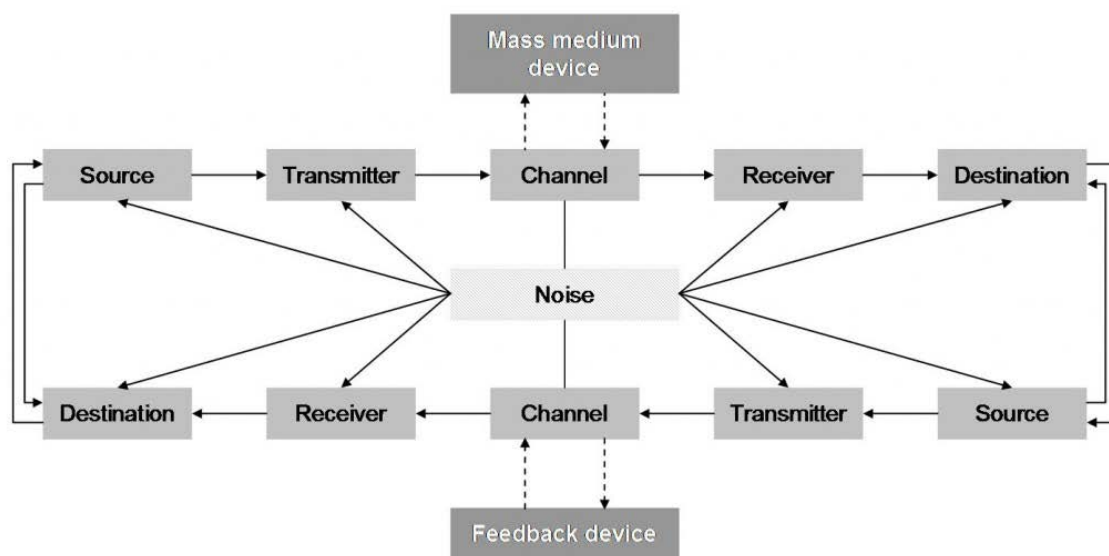 Mass medium
device
Source
Transmitter
Channel
Receiver
Destination
Noise
Destination
Receiver
Channel
Transmitter
Source
Feedback device